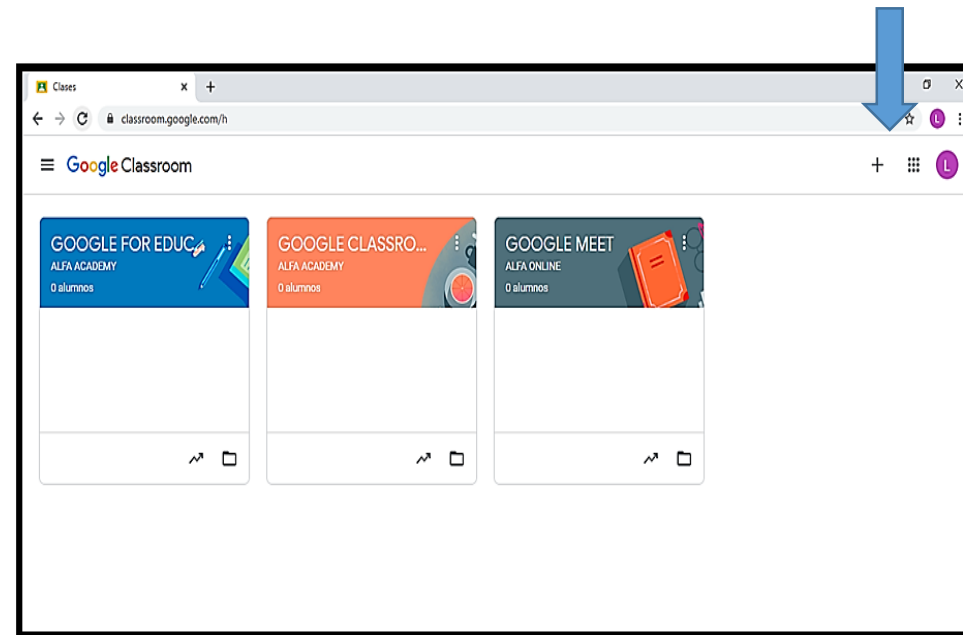 Clases
classroom.google.com/h
Google Classroom
L
L
GOOGLE FOR EDUC
ALFA ACADEMY
0 alumnos
GOOGLE CLASSRO...
ALFA ACADEMY
0 alumnos
GOOGLE MEET
ALFA ONLINE
0 alumnos